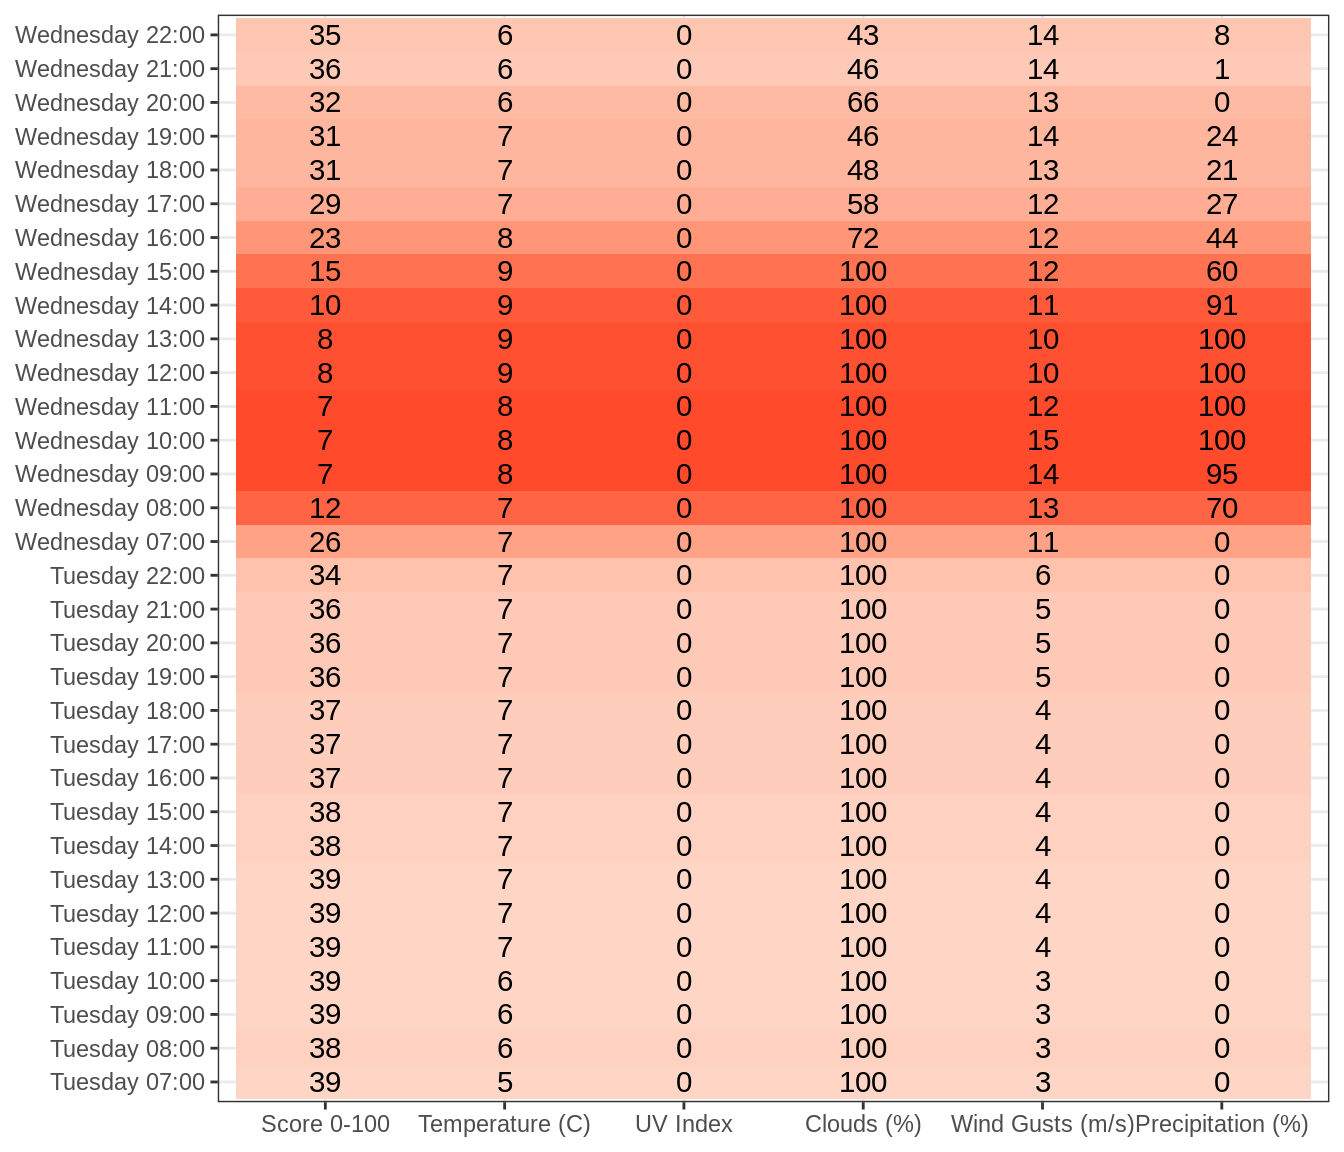 Wednesday 22:00 35 6 0 43 14 8
Wednesday 21:00 36 6 0 46 14 1
Wednesday 20:00 32 6 0 66 13 0
Wednesday 19:00 31 7 0 46 14 24
Wednesday 18:00 31 7 0 48 13 21
Wednesday 17:00 29 7 0 58 12 27
Wednesday 16:00 23 8 0 72 12 44
Wednesday 15:00 15 9 0 100 12 60
Wednesday 14:00 10 9 0 100 11 91
Wednesday 13:00 8 9 0 100 10 100
Wednesday 12:00 8 9 0 100 10 100
Wednesday 11:00 7 8 0 100 12 100
Wednesday 10:00 7 8 0 100 15 100
Wednesday 09:00 7 8 0 100 14 95
Wednesday 08:00 12 7 0 100 13 70
Wednesday 07:00 26 7 0 100 11 0
Tuesday 22:00 34 7 0 100 6 0
Tuesday 21:00 36 7 0 100 5 0
Tuesday 20:00 36 7 0 100 5 0
Tuesday 19:00 36 7 0 100 5 0
Tuesday 18:00 37 7 0 100 4 0
Tuesday 17:00 37 7 0 100 4 0
Tuesday 16:00 37 7 0 100 4 0
Tuesday 15:00 38 7 0 100 4 0
Tuesday 14:00 38 7 0 100 4 0
Tuesday 13:00 39 7 0 100 4 0
Tuesday 12:00 39 7 0 100 4 0
Tuesday 11:00 39 7 0 100 4 0
Tuesday 10:00 39 6 0 100 3 0
Tuesday 09:00 39 6 0 100 3 0
Tuesday 08:00 38 6 0 100 3 0
Tuesday 07:00 39 5 0 100 3 0
Score 0-100 Temperature (C) UV Index Clouds (%) Wind Gusts (m/s) Precipitation (%)